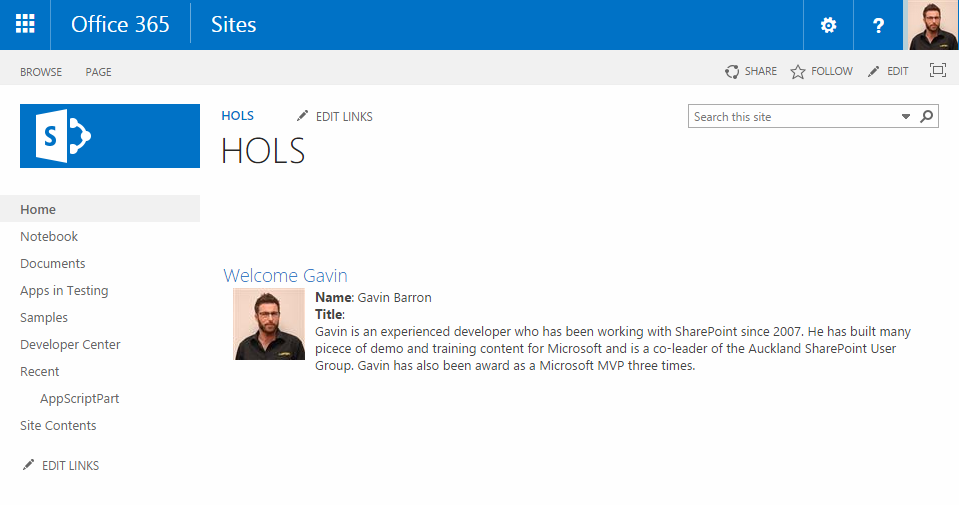 Office 365 Sites ?
BROWSE PAGE SHARE FOLLOW EDIT
S
HOLS EDIT LINKS
Search this site
HOLS
Home
Notebook
Documents
Apps in Testing
Samples
Developer Center
Recent
AppScriptPart
Site Contents
EDIT LINKS
Welcome Gavin
Name: Gavin Barron
Title:
Gavin is an experienced developer who has been working with SharePoint since 2007. He has built many
picece of demo and training content for Microsoft and is a co-leader of the Auckland SharePoint User
Group. Gavin has also been award as a Microsoft MVP three times.